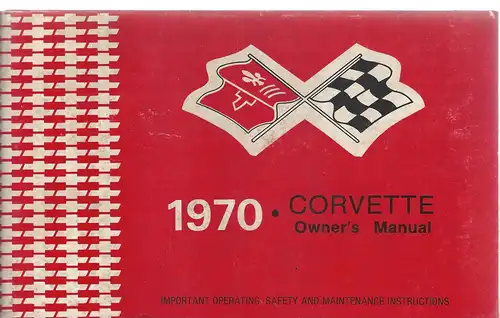 1970 • CORVETTE
Owner's Manual
IMPORTANT OPERATING, SAFETY AND MAINTENANCE INSTRUCTIONS